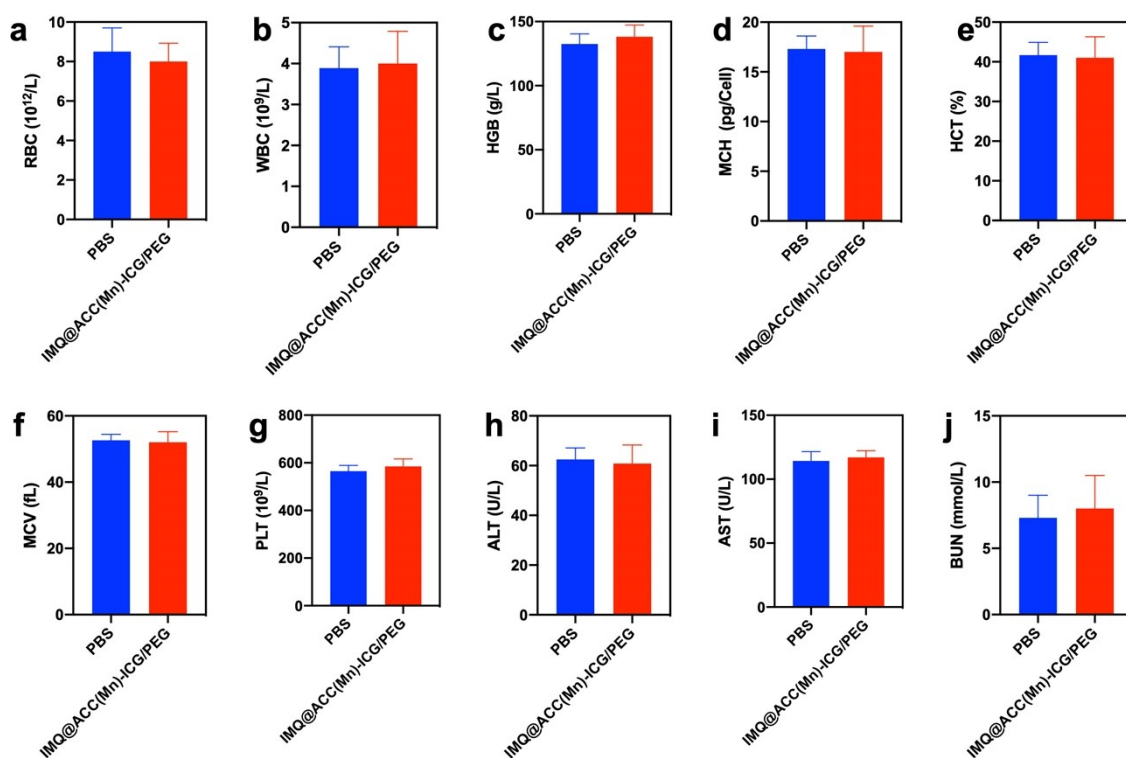 a
RBC (10¹²/L)
10
8
6
4
2
0
PBS
IMQ@ACC(Mn)-ICG/PEG
b
WBC (10⁹/L)
5
4
3
2
1
0
PBS
IMQ@ACC(Mn)-ICG/PEG
c
HGB (g/L)
150
100
50
0
PBS
IMQ@ACC(Mn)-ICG/PEG
d
MCH (pg/Cell)
20
15
10
5
0
PBS
IMQ@ACC(Mn)-ICG/PEG
e
HCT (%)
50
40
30
20
10
0
PBS
IMQ@ACC(Mn)-ICG/PEG
f
MCV (fL)
60
40
20
0
PBS
IMQ@ACC(Mn)-ICG/PEG
g
PLT (10⁹/L)
800
600
400
200
0
PBS
IMQ@ACC(Mn)-ICG/PEG
h
ALT (U/L)
80
60
40
20
0
PBS
IMQ@ACC(Mn)-ICG/PEG
i
AST (U/L)
150
100
50
0
PBS
IMQ@ACC(Mn)-ICG/PEG
j
BUN (mmol/L)
15
10
5
0
PBS
IMQ@ACC(Mn)-ICG/PEG